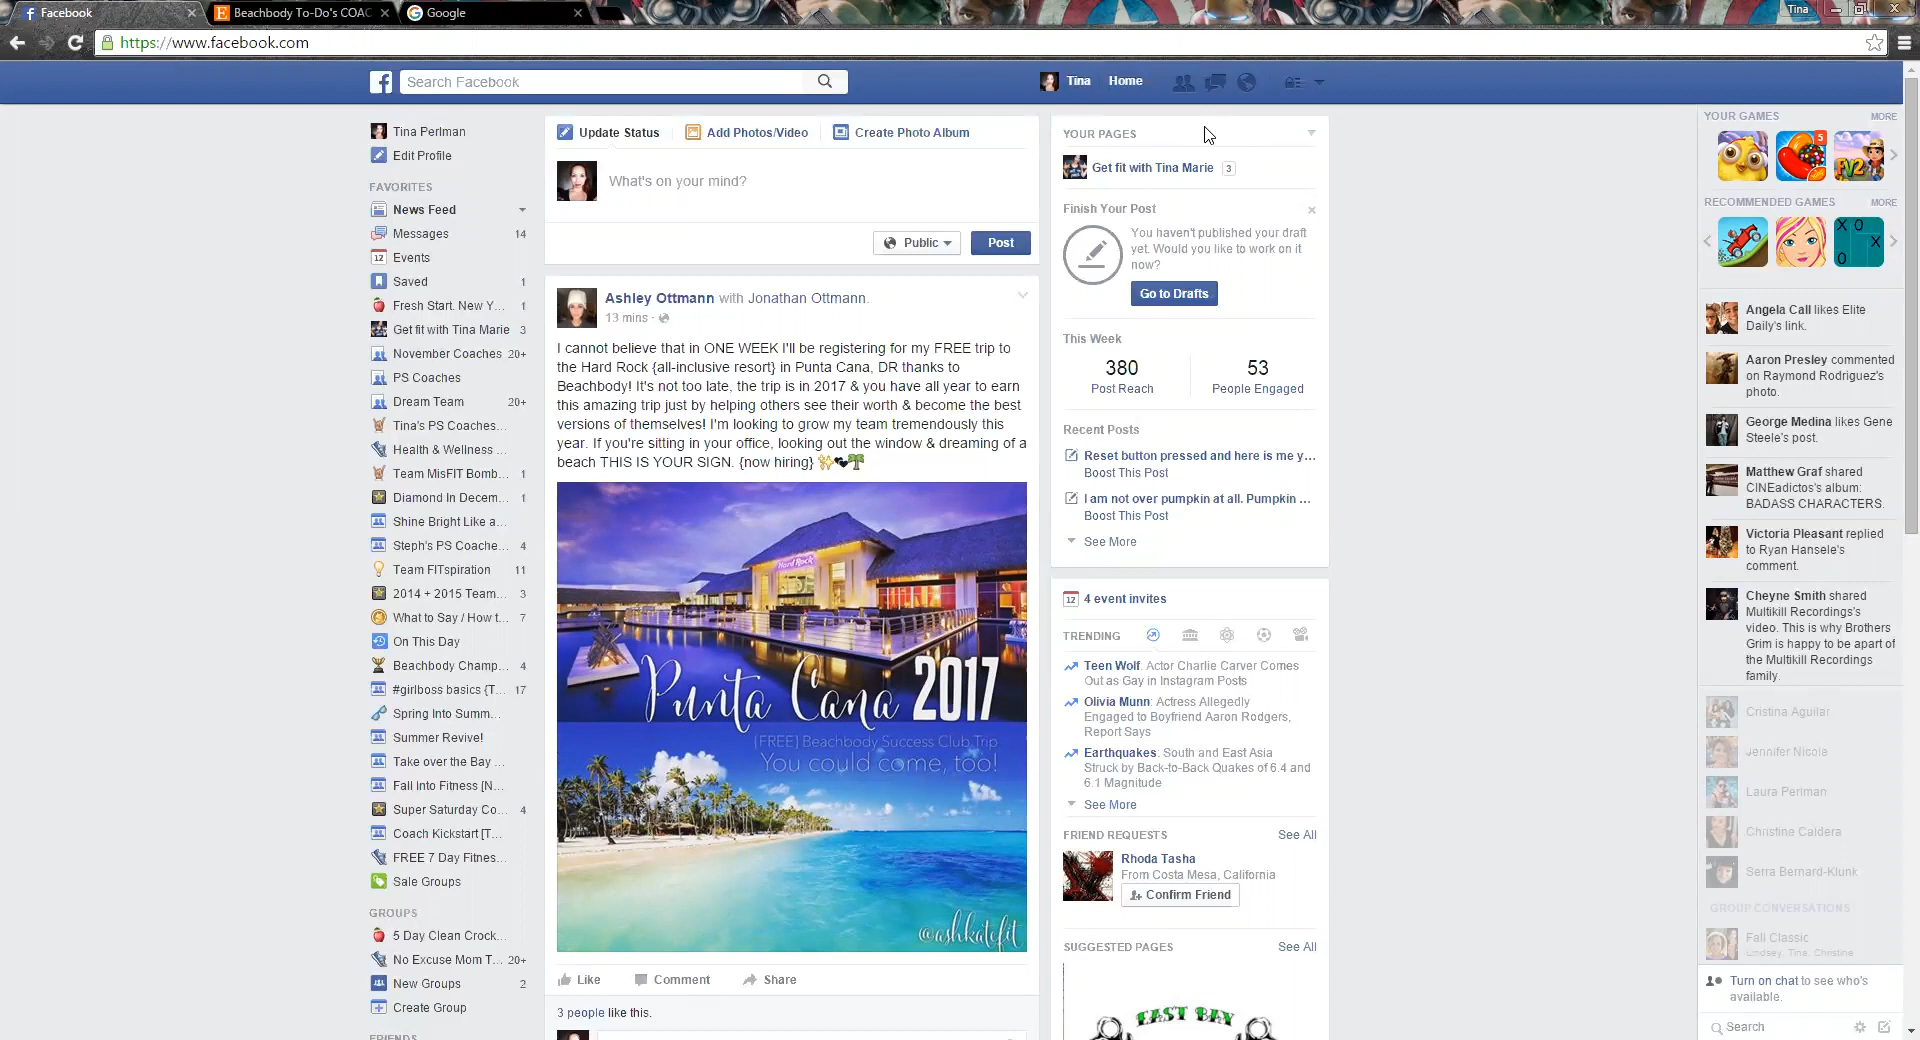 Facebook
Beachbody To-Do's COAC
Google
Tina
https://www.facebook.com
Search Facebook
Tina
Home
Tina Perlman
Edit Profile
FAVORITES
News Feed
Messages 14
Events
Saved 1
Fresh Start. New Y... 1
Get fit with Tina Marie 3
November Coaches 20+
PS Coaches
Dream Team 20+
Tina's PS Coaches...
Health & Wellness ...
Team MisFIT Bomb... 1
Diamond In Decem... 1
Shine Bright Like a...
Steph's PS Coache... 4
Team FITspiration 11
2014 + 2015 Team... 3
What to Say / How t... 7
On This Day
Beachbody Champ... 4
#girlboss basics {T... 17
Spring Into Summ...
Summer Revive!
Take over the Bay ...
Fall Into Fitness [N...
Super Saturday Co... 4
Coach Kickstart [T...
FREE 7 Day Fitnes...
Sale Groups
GROUPS
5 Day Clean Crock...
No Excuse Mom T... 20+
New Groups 2
Create Group
FRIENDS
Update Status
Add Photos/Video
Create Photo Album
What's on your mind?
Public
Post
Ashley Ottmann with Jonathan Ottmann.
13 mins ·
I cannot believe that in ONE WEEK I'll be registering for my FREE trip to
the Hard Rock {all-inclusive resort} in Punta Cana, DR thanks to
Beachbody! It's not too late, the trip is in 2017 & you have all year to earn
this amazing trip just by helping others see their worth & become the best
versions of themselves! I'm looking to grow my team tremendously this
year. If you're sitting in your office, looking out the window & dreaming of a
beach THIS IS YOUR SIGN. {now hiring}
Hard Rock
Punta Cana 2017
{FREE} Beachbody Success Club Trip
You could come, too!
@ashkatefit
Like
Comment
Share
3 people like this.
YOUR PAGES
Get fit with Tina Marie 3
Finish Your Post
You haven't published your draft
yet. Would you like to work on it
now?
Go to Drafts
This Week
380
Post Reach
53
People Engaged
Recent Posts
Reset button pressed and here is me y...
Boost This Post
I am not over pumpkin at all. Pumpkin ...
Boost This Post
See More
12
4 event invites
TRENDING
Teen Wolf: Actor Charlie Carver Comes
Out as Gay in Instagram Posts
Olivia Munn: Actress Allegedly
Engaged to Boyfriend Aaron Rodgers,
Report Says
Earthquakes: South and East Asia
Struck by Back-to-Back Quakes of 6.4 and
6.1 Magnitude
See More
FRIEND REQUESTS
See All
Rhoda Tasha
From Costa Mesa, California
Confirm Friend
SUGGESTED PAGES
See All
EAST BAY
YOUR GAMES
MORE
5
FV2
RECOMMENDED GAMES
MORE
X O
X
O
Angela Call likes Elite
Daily's link.
Aaron Presley commented
on Raymond Rodriguez's
photo.
George Medina likes Gene
Steele's post.
Matthew Graf shared
CINEadictos's album:
BADASS CHARACTERS.
Victoria Pleasant replied
to Ryan Hansele's
comment.
Cheyne Smith shared
Multikill Recordings's
video. This is why Brothers
Grim is happy to be apart of
the Multikill Recordings
family.
Cristina Aguilar
Jennifer Nicole
Laura Perlman
Christine Caldera
Serra Bernard-Klunk
GROUP CONVERSATIONS
Fall Classic
Lindsey, Tina, Christine
Turn on chat to see who's
available.
Search